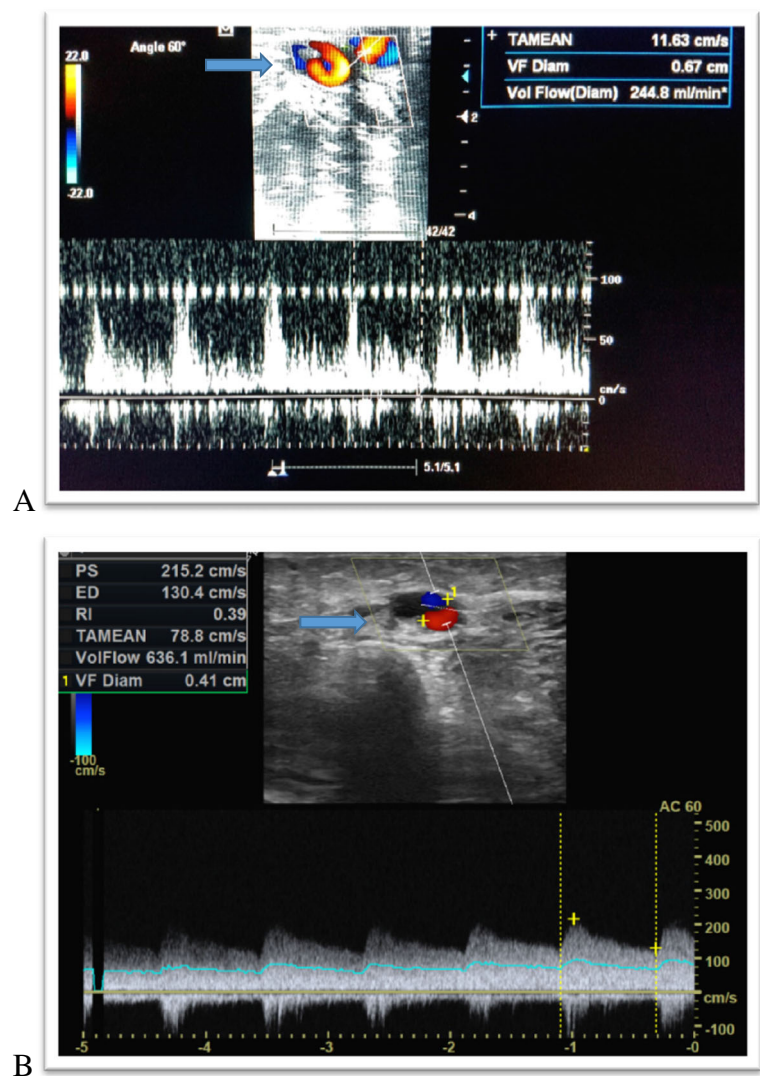 Angle 60°
22.0
-22.0
+ TAMEAN 11.63 cm/s
VF Diam 0.67 cm
Vol Flow(Diam) 244.8 ml/min*
2
4
42/42
100
50
cm/s
0
5.1/5.1
A
PS 215.2 cm/s
ED 130.4 cm/s
RI 0.39
TAMEAN 78.8 cm/s
VolFlow 636.1 ml/min
1 VF Diam 0.41 cm
-100
cm/s
1
AC 60
500
400
300
200
100
cm/s
-100
-5 -4 -3 -2 -1 -0
B